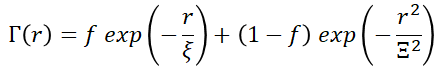 Γ(r) = f exp(−r/ξ) + (1 − f) exp(−r²/Ξ²)